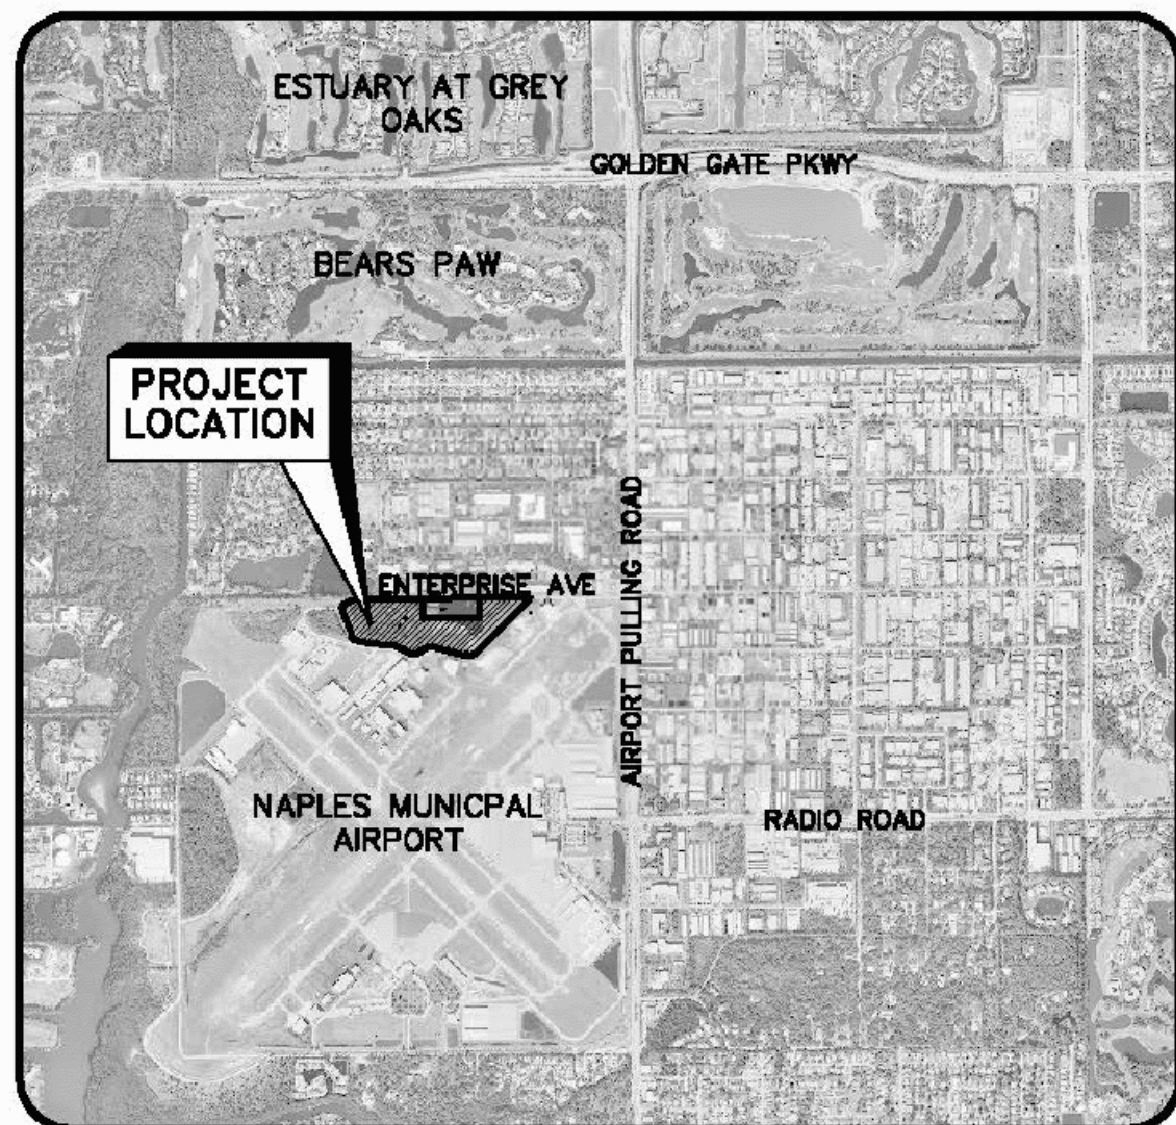 ESTUARY AT GREY
OAKS
GOLDEN GATE PKWY
BEARS PAW
PROJECT
LOCATION
ENTERPRISE AVE
AIRPORT PULLING ROAD
NAPLES MUNICPAL
AIRPORT
RADIO ROAD